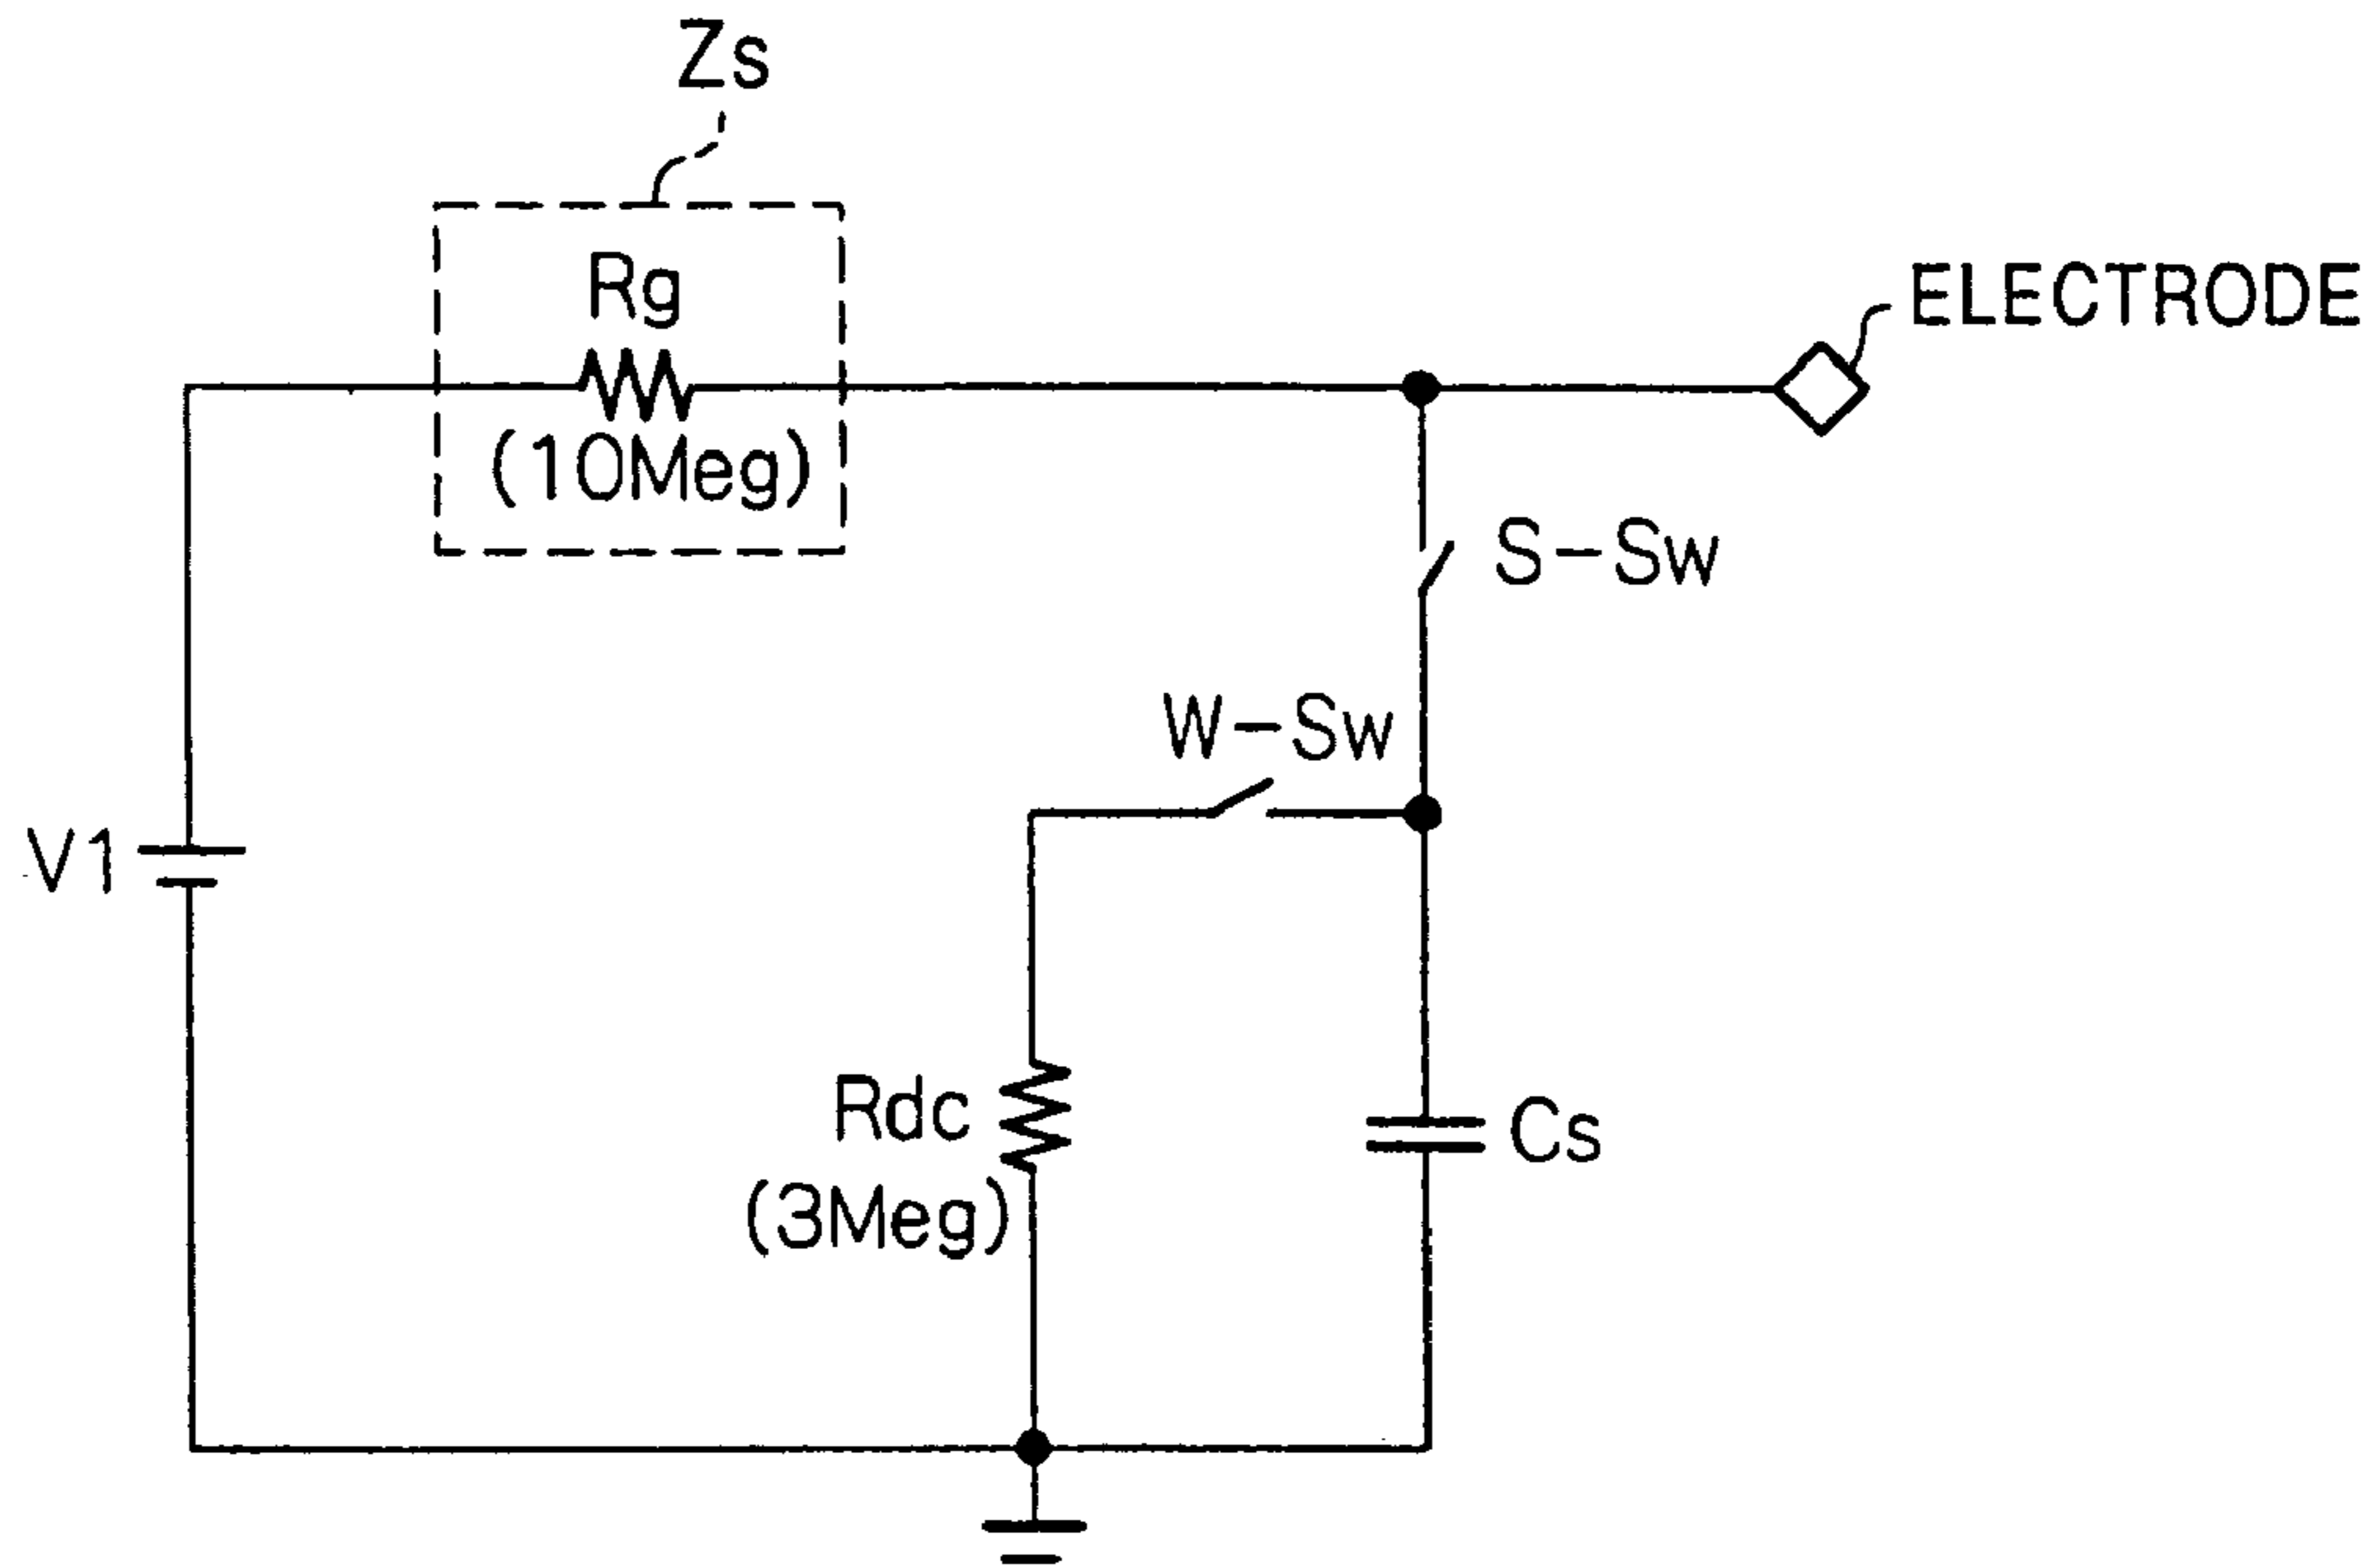 Zs
Rg
(10Meg)
ELECTRODE
S-Sw
W-Sw
V1
Rdc
(3Meg)
Cs